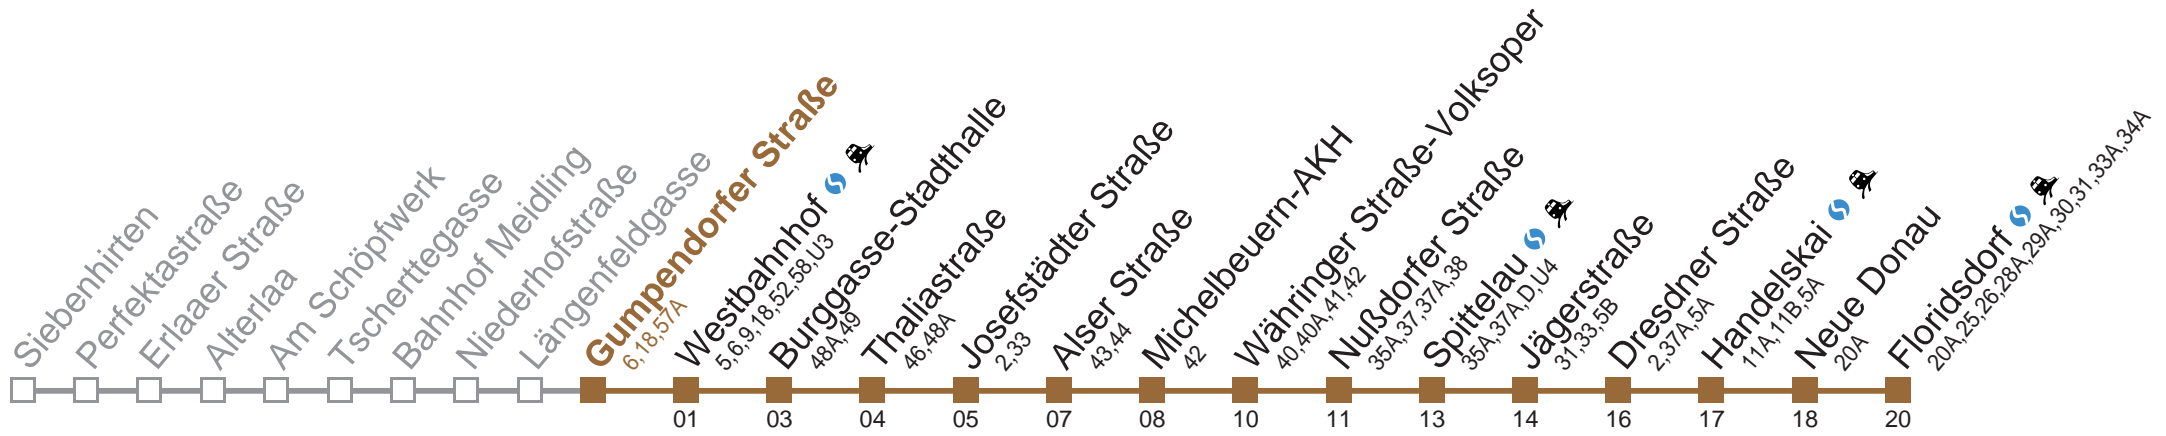 Siebenhirten
Perfektastraße
Erlaaer Straße
Alterlaa
Am Schöpfwerk
Tscherttegasse
Bahnhof Meidling
Niederhofstraße
Längenfeldgasse
Gumpendorfer Straße
6,18,57A
Westbahnhof
5,6,9,18,52,58,U3
01
Burggasse-Stadthalle
48A,49
03
Thaliastraße
46,48A
04
Josefstädter Straße
2,33
05
Alser Straße
43,44
07
Michelbeuern-AKH
42
08
Währinger Straße-Volksoper
40,40A,41,42
10
Nußdorfer Straße
35A,37,37A,38
11
Spittelau
35A,37A,D,U4
13
Jägerstraße
31,33,5B
14
Dresdner Straße
2,37A,5A
16
Handelskai
11A,11B,5A
17
Neue Donau
20A
18
Floridsdorf
20A,25,26,28A,29A,30,31,33A,34A
20